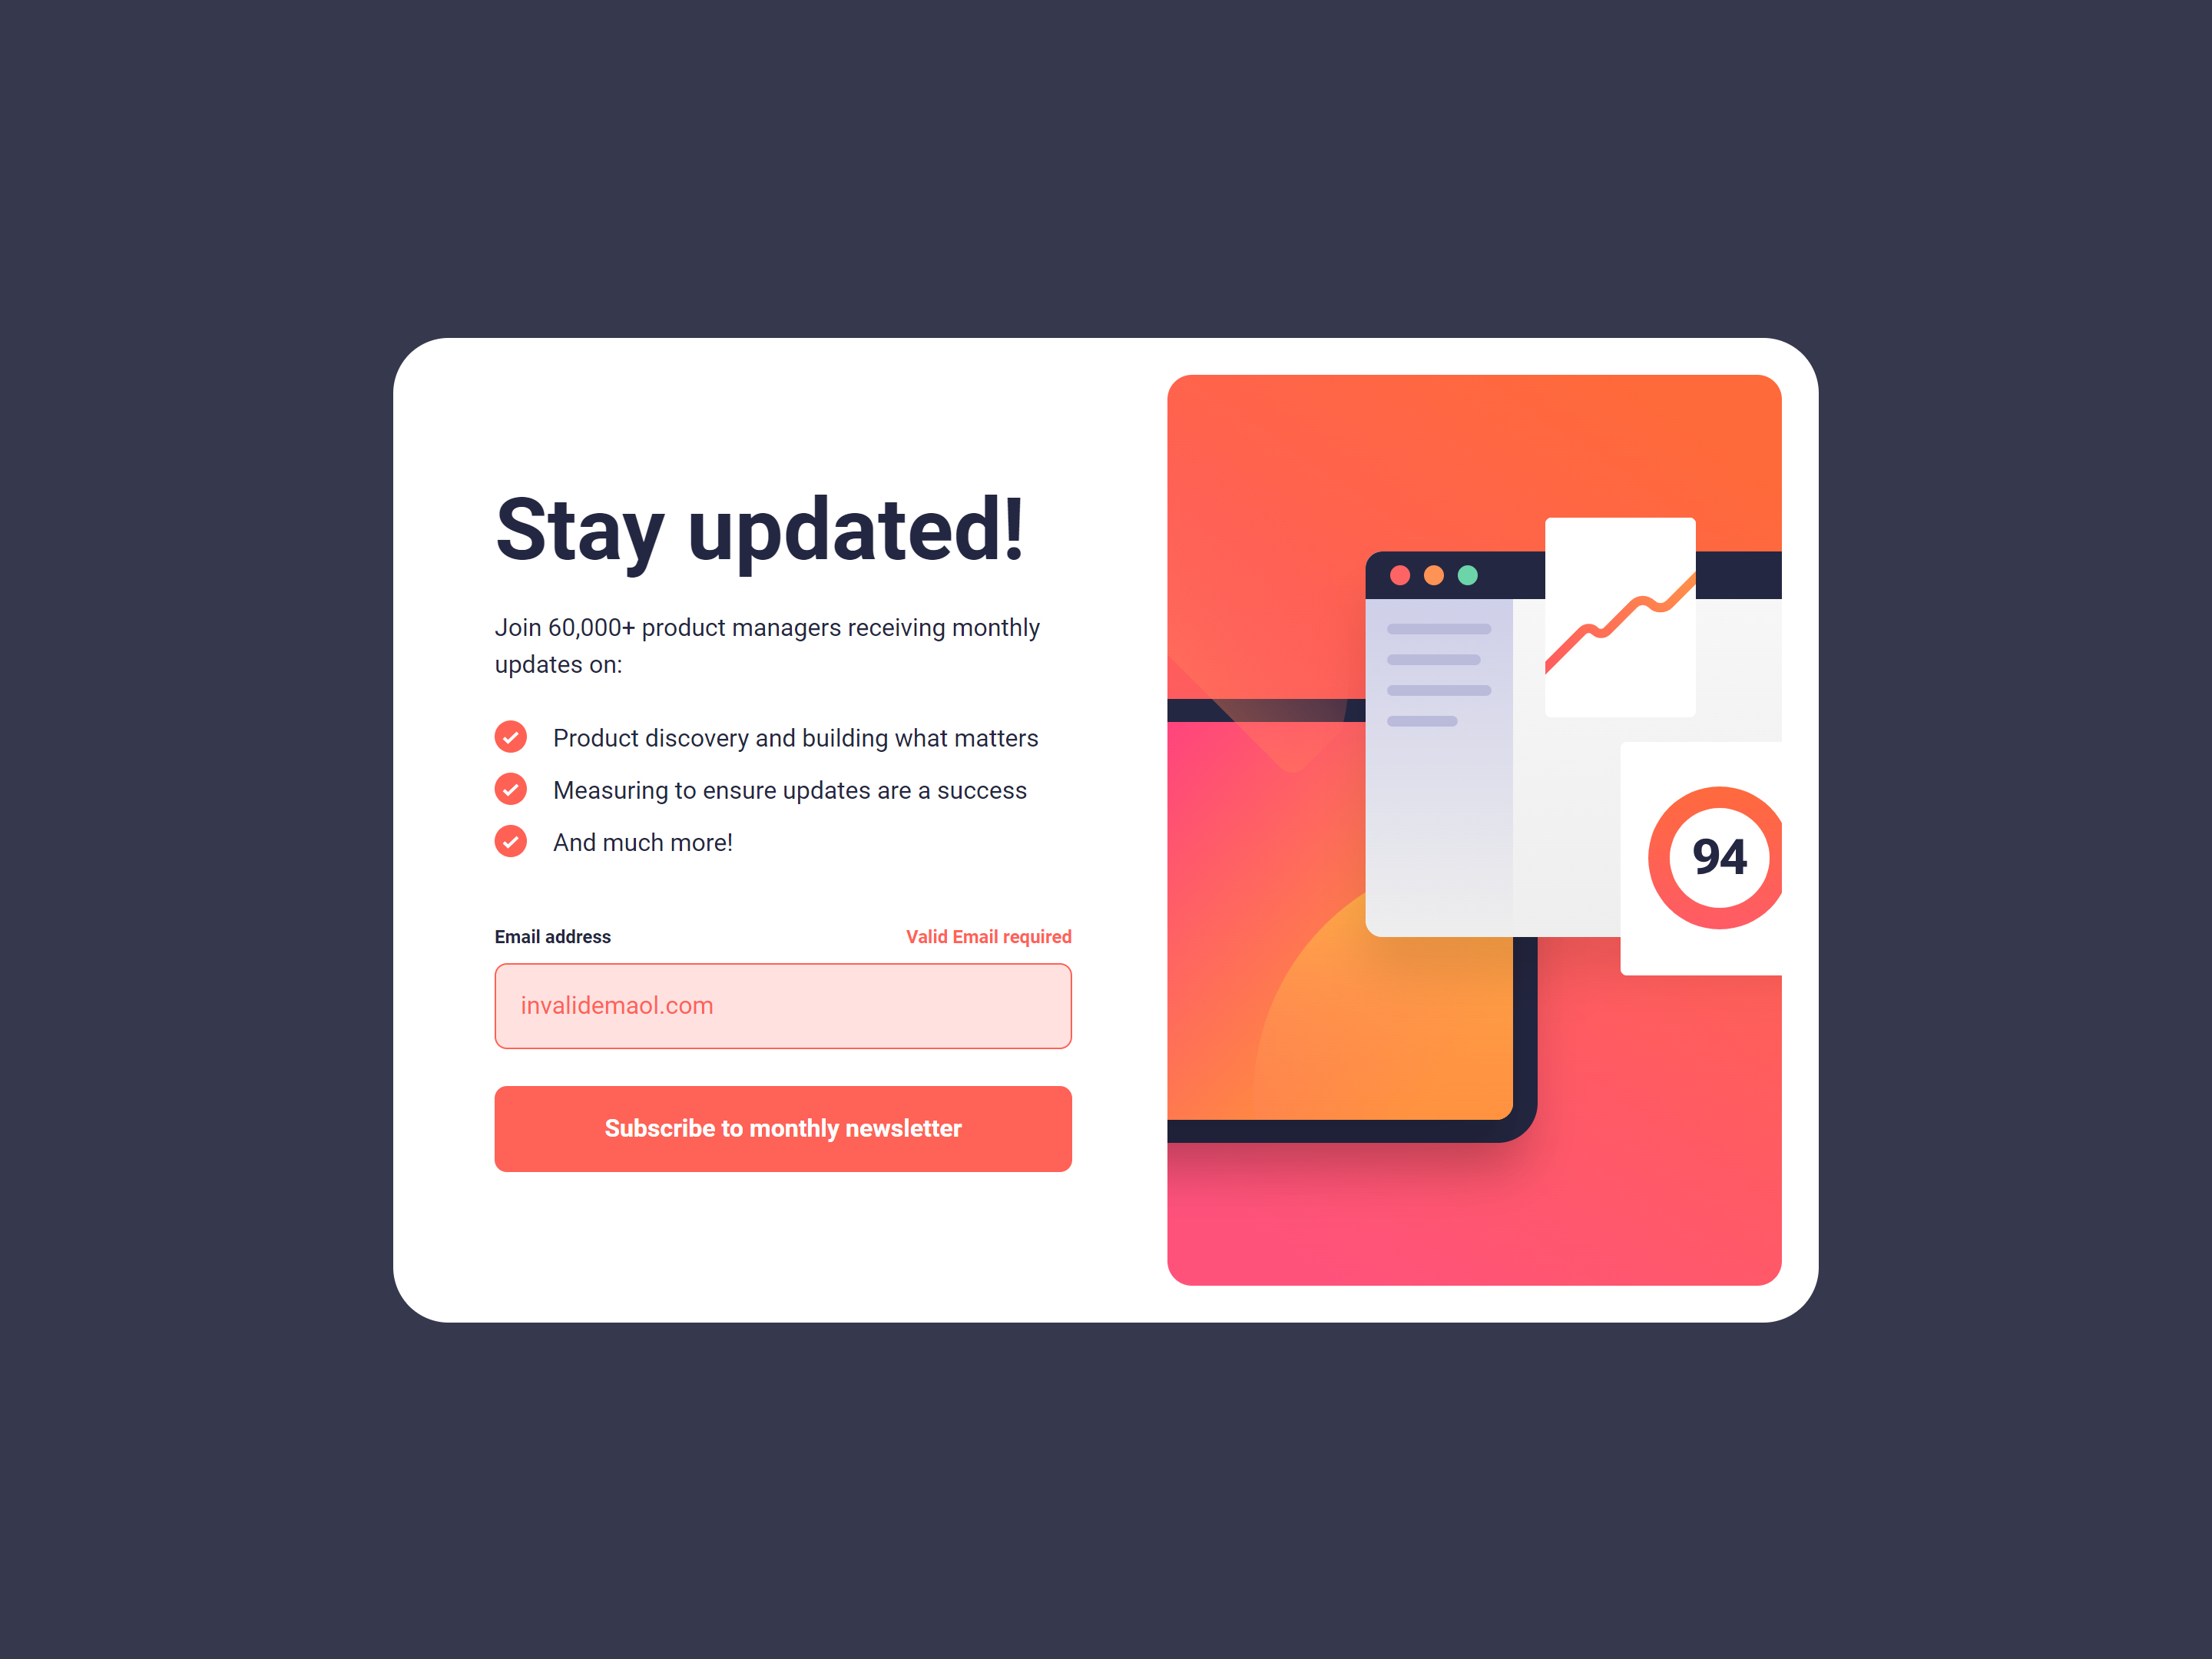 Stay updated!
Join 60,000+ product managers receiving monthly
updates on:
Product discovery and building what matters
Measuring to ensure updates are a success
And much more!
Email address
Valid Email required
invalidemaol.com
Subscribe to monthly newsletter
94